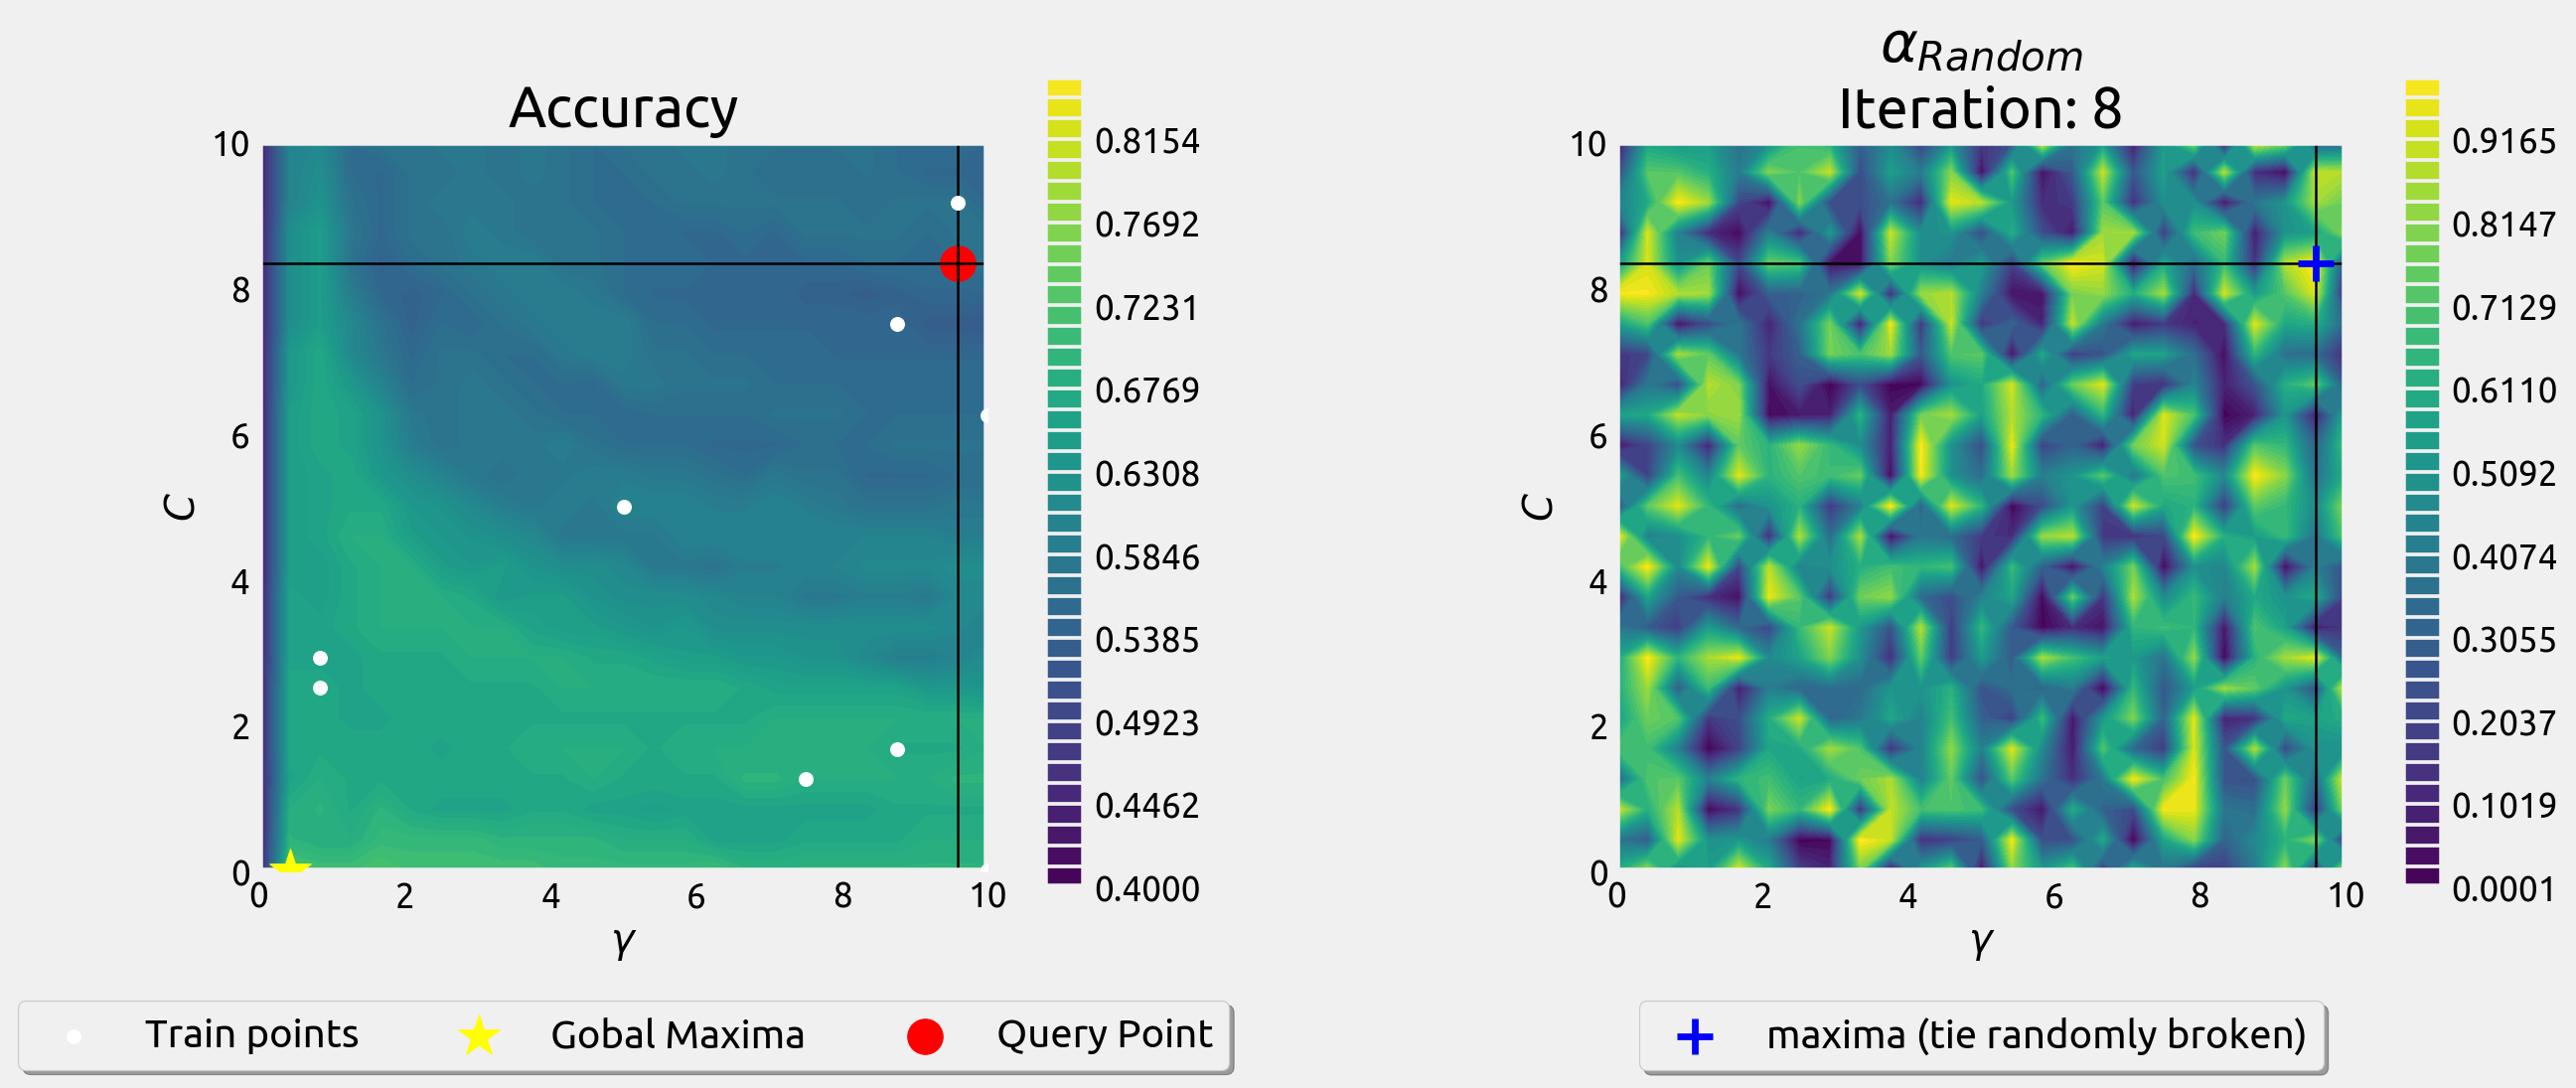 Accuracy
10
8
6
4
2
0
0 2 4 6 8 10
C
γ
0.8154
0.7692
0.7231
0.6769
0.6308
0.5846
0.5385
0.4923
0.4462
0.4000
Train points
Gobal Maxima
Query Point
α_Random
Iteration: 8
10
8
6
4
2
0
0 2 4 6 8 10
C
γ
0.9165
0.8147
0.7129
0.6110
0.5092
0.4074
0.3055
0.2037
0.1019
0.0001
maxima (tie randomly broken)